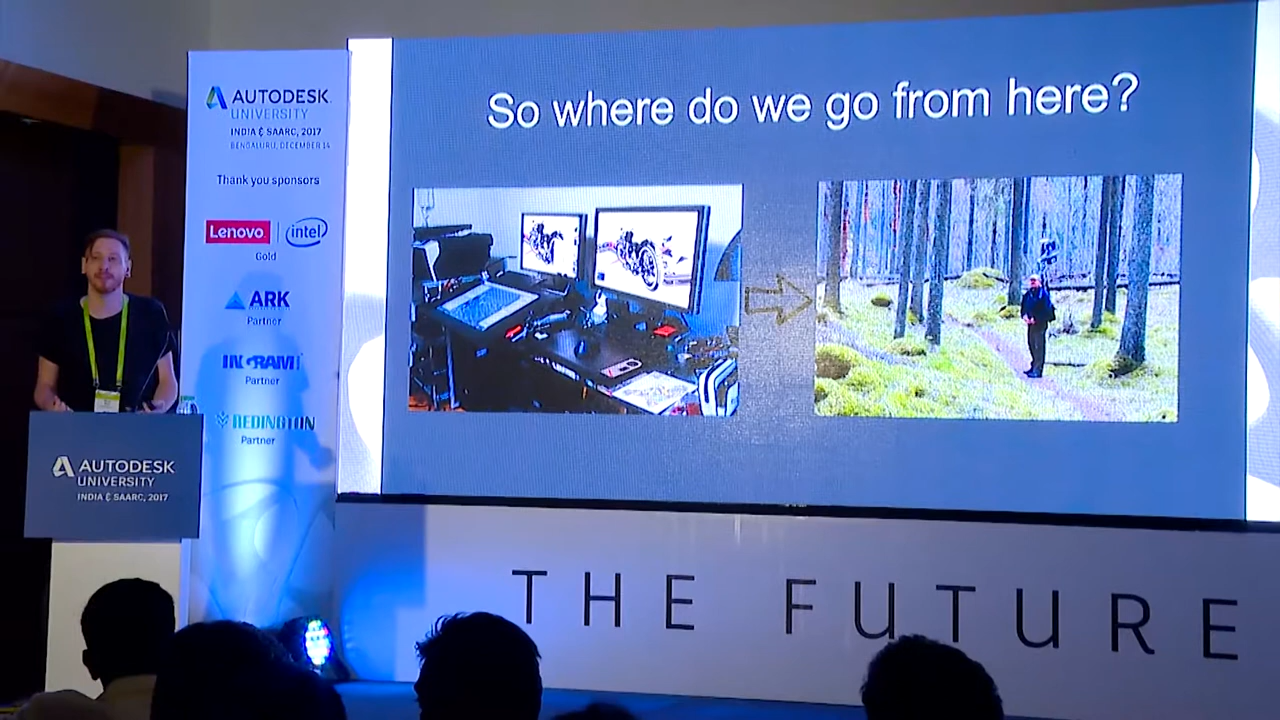 AUTODESK
UNIVERSITY
INDIA & SAARC, 2017
BENGALURU, DECEMBER 14
Thank you sponsors
Lenovo
intel
Gold
ARK
Partner
INGRAM
Partner
REDINGTON
Partner
So where do we go from here?
AUTODESK
UNIVERSITY
INDIA & SAARC, 2017
THE FUTURE